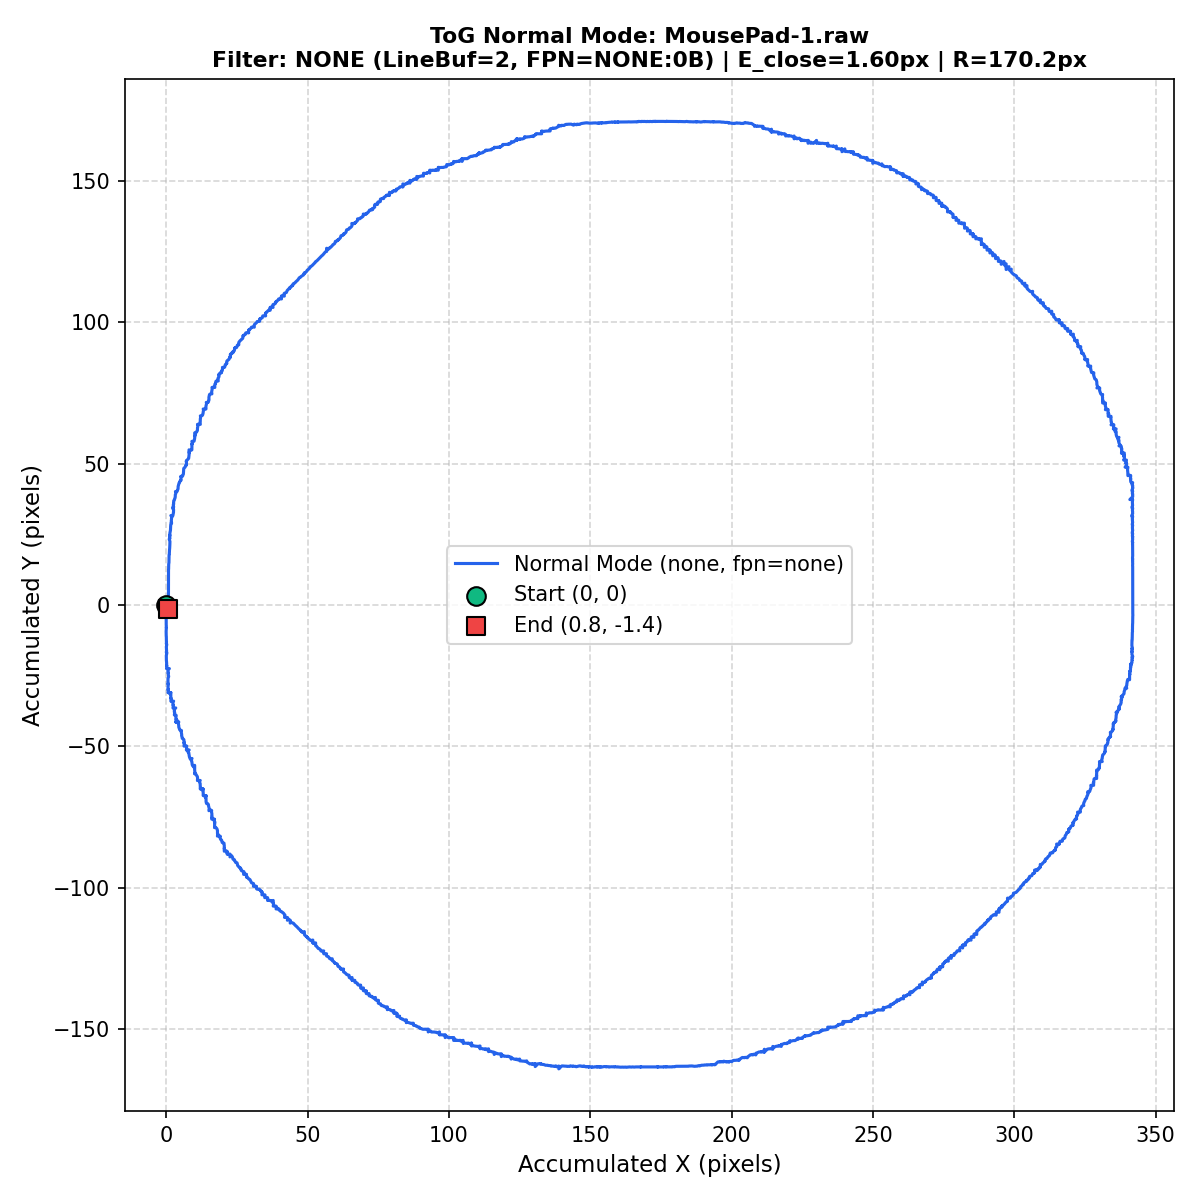 ToG Normal Mode: MousePad-1.raw
Filter: NONE (LineBuf=2, FPN=NONE:0B) | E_close=1.60px | R=170.2px
Accumulated Y (pixels)
150
100
50
0
−50
−100
−150
Normal Mode (none, fpn=none)
Start (0, 0)
End (0.8, -1.4)
0 50 100 150 200 250 300 350
Accumulated X (pixels)